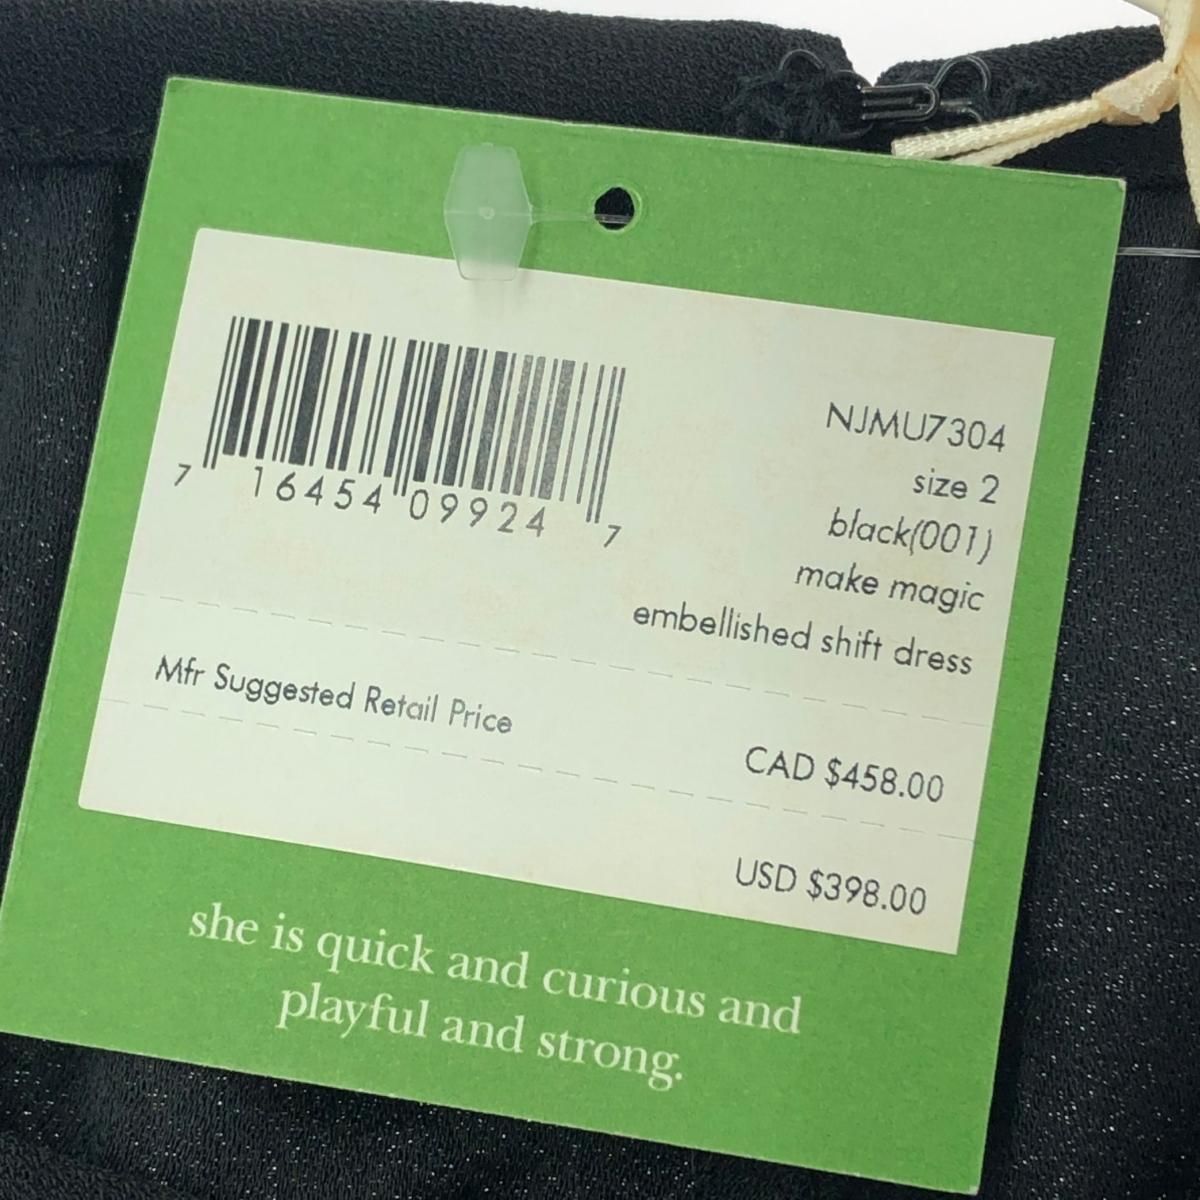 7 16454 09924 7
NJMU7304
size 2
black(001)
make magic
embellished shift dress
Mfr Suggested Retail Price
CAD $458.00
USD $398.00
she is quick and curious and
playful and strong.